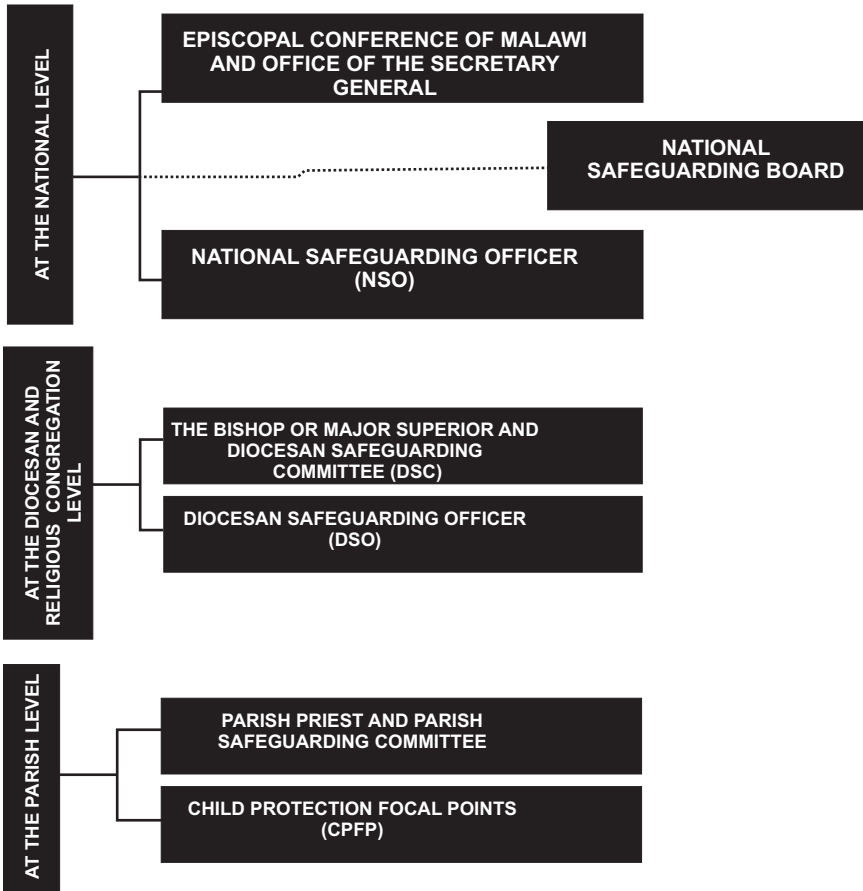 AT THE NATIONAL LEVEL
EPISCOPAL CONFERENCE OF MALAWI
AND OFFICE OF THE SECRETARY
GENERAL
NATIONAL
SAFEGUARDING BOARD
NATIONAL SAFEGUARDING OFFICER
(NSO)
AT THE DIOCESAN AND
RELIGIOUS CONGREGATION
LEVEL
THE BISHOP OR MAJOR SUPERIOR AND
DIOCESAN SAFEGUARDING
COMMITTEE (DSC)
DIOCESAN SAFEGUARDING OFFICER
(DSO)
AT THE PARISH LEVEL
PARISH PRIEST AND PARISH
SAFEGUARDING COMMITTEE
CHILD PROTECTION FOCAL POINTS
(CPFP)